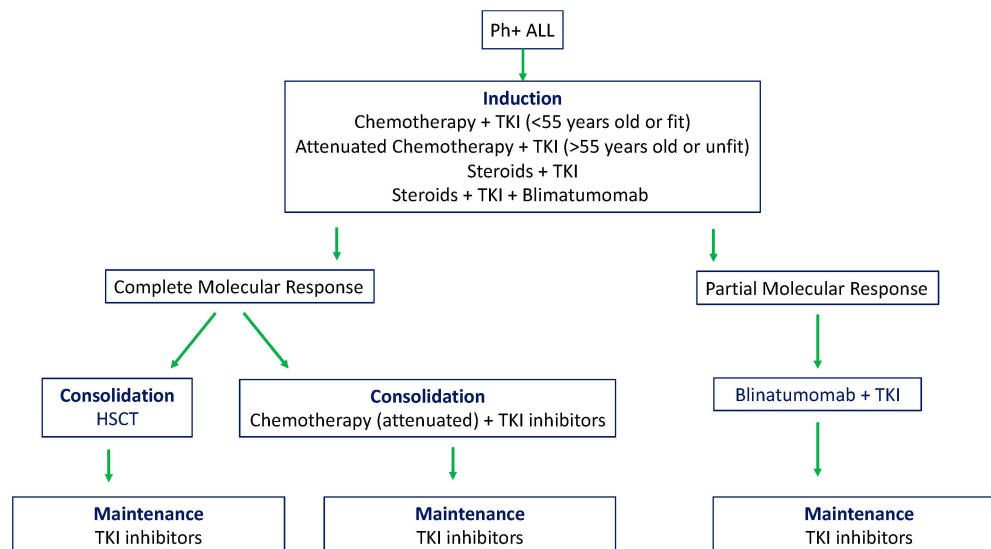 Ph+ ALL
Induction
Chemotherapy + TKI (<55 years old or fit)
Attenuated Chemotherapy + TKI (>55 years old or unfit)
Steroids + TKI
Steroids + TKI + Blimatumomab
Complete Molecular Response
Partial Molecular Response
Consolidation
HSCT
Consolidation
Chemotherapy (attenuated) + TKI inhibitors
Blinatumomab + TKI
Maintenance
TKI inhibitors
Maintenance
TKI inhibitors
Maintenance
TKI inhibitors